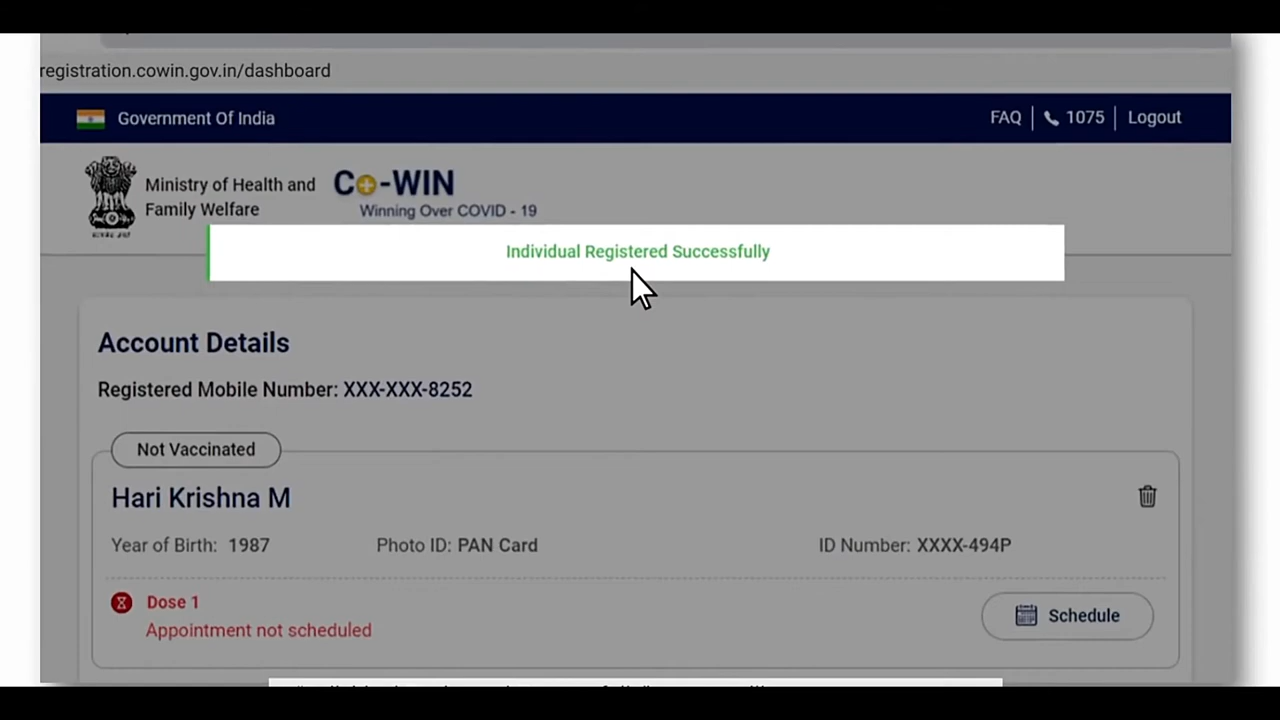 registration.cowin.gov.in/dashboard
Government Of India
FAQ | 1075 | Logout
Ministry of Health and
Family Welfare
Co-WIN
Winning Over COVID - 19
Individual Registered Successfully
Account Details
Registered Mobile Number: XXX-XXX-8252
Not Vaccinated
Hari Krishna M
Year of Birth: 1987 Photo ID: PAN Card ID Number: XXXX-494P
Dose 1
Appointment not scheduled
Schedule